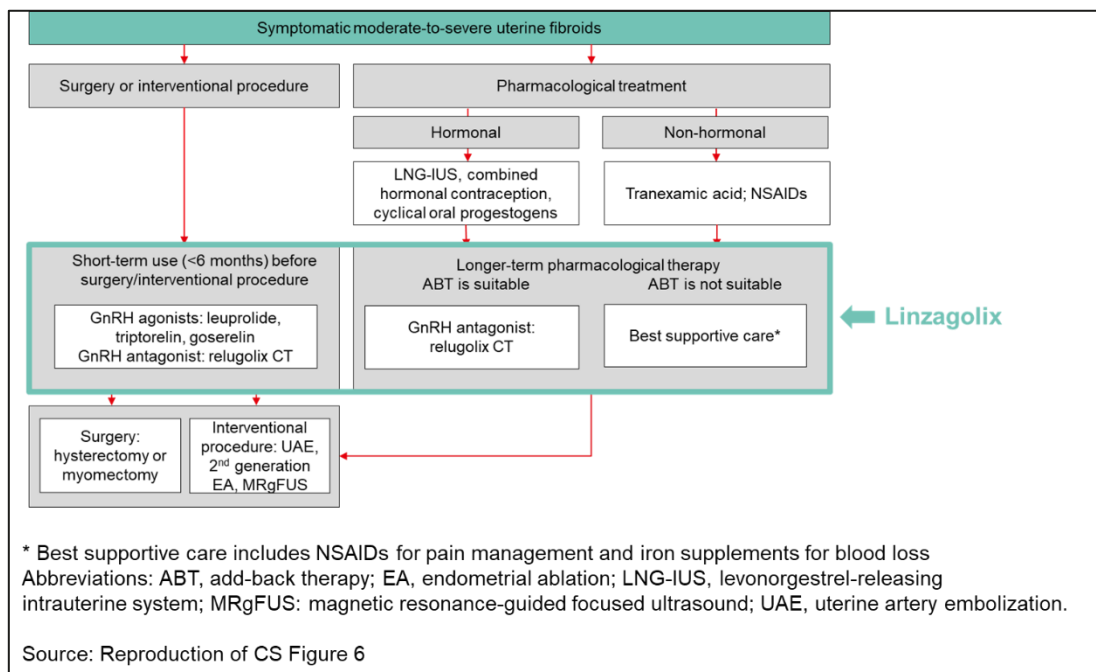 Symptomatic moderate-to-severe uterine fibroids
Surgery or interventional procedure
Pharmacological treatment
Hormonal
Non-hormonal
LNG-IUS, combined
hormonal contraception,
cyclical oral progestogens
Tranexamic acid; NSAIDs
Short-term use (<6 months) before
surgery/interventional procedure
GnRH agonists: leuprolide,
triptorelin, goserelin
GnRH antagonist: relugolix CT
Longer-term pharmacological therapy
ABT is suitable
ABT is not suitable
GnRH antagonist:
relugolix CT
Best supportive care*
Linzagolix
Surgery:
hysterectomy or
myomectomy
Interventional
procedure: UAE,
2nd generation
EA, MRgFUS
* Best supportive care includes NSAIDs for pain management and iron supplements for blood loss
Abbreviations: ABT, add-back therapy; EA, endometrial ablation; LNG-IUS, levonorgestrel-releasing
intrauterine system; MRgFUS: magnetic resonance-guided focused ultrasound; UAE, uterine artery embolization.
Source: Reproduction of CS Figure 6